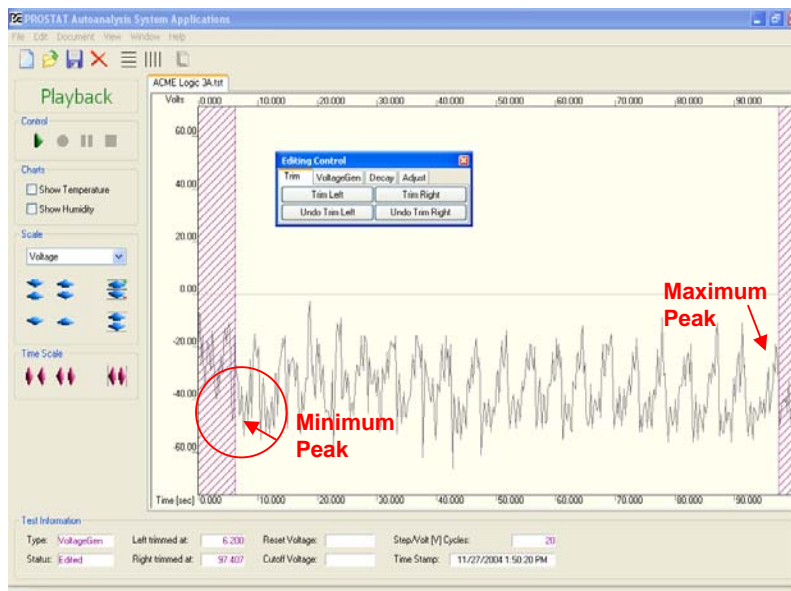 PROSTAT Autoanalysis System Applications
File Edit Document View Window Help
Playback
Control
Charts
Show Temperature
Show Humidity
Scale
Voltage
Time Scale
ACME Logic 3A.txt
Volts 0.000 10.000 20.000 30.000 40.000 50.000 60.000 70.000 80.000 90.000
60.00
40.00
20.00
0.00
-20.00
-40.00
-60.00
Editing Control
Trim VoltageGen Decay Adjust
Trim Left Trim Right
Undo Trim Left Undo Trim Right
Maximum
Peak
Minimum
Peak
Time [sec] 0.000 10.000 20.000 30.000 40.000 50.000 60.000 70.000 80.000 90.000
Test Information
Type: VoltageGen Left trimmed at: 6.200 Reset Voltage: Step/Volt [V] Cycles: 20
Status: Edited Right trimmed at: 97.407 Cutoff Voltage: Time Stamp: 11/27/2004 1:50:20 PM